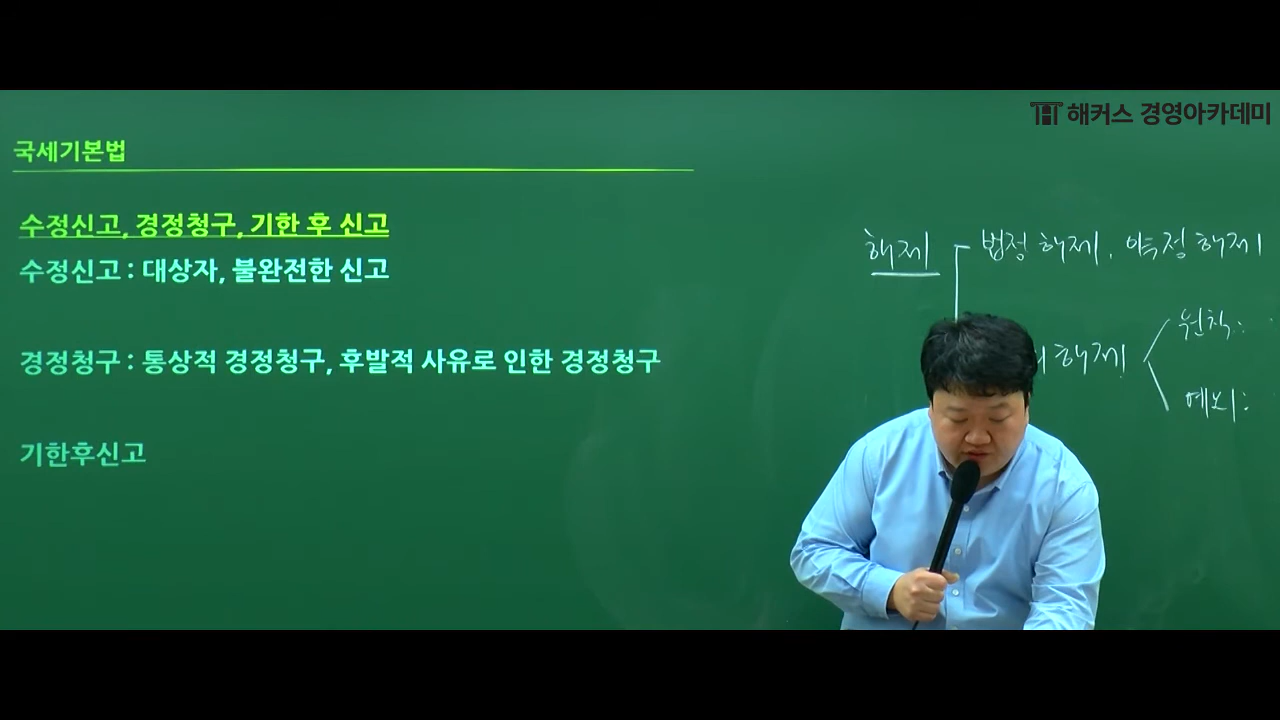 해커스 경영아카데미
국세기본법
수정신고, 경정청구, 기한 후 신고
수정신고 : 대상자, 불완전한 신고
경정청구 : 통상적 경정청구, 후발적 사유로 인한 경정청구
기한후신고
해제 법정해제, 약정해제
해제 원칙:
예외: